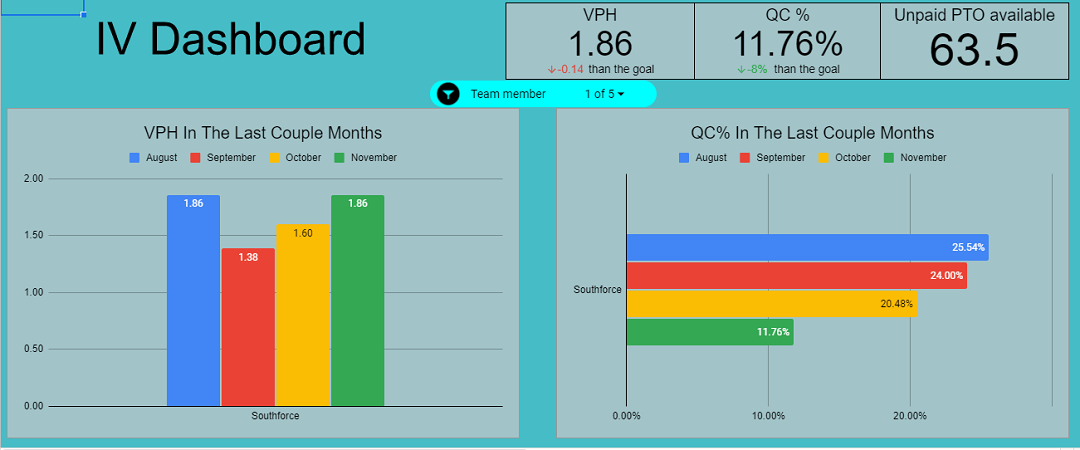 IV Dashboard
VPH
1.86
↓-0.14 than the goal
QC %
11.76%
↓-8% than the goal
Unpaid PTO available
63.5
Team member 1 of 5
VPH In The Last Couple Months
August September October November
2.00
1.50
1.00
0.50
0.00
1.86
1.38
1.60
1.86
Southforce
QC% In The Last Couple Months
August September October November
Southforce
25.54%
24.00%
20.48%
11.76%
0.00% 10.00% 20.00%